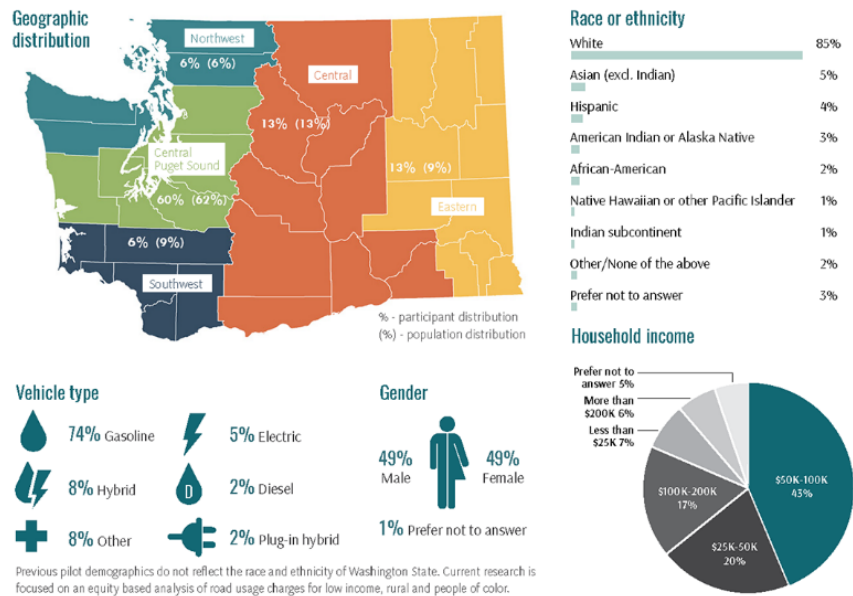 Geographic
distribution
Northwest
6% (6%)
Central
13% (13%)
Central
Puget Sound
60% (62%)
13% (9%)
Eastern
6% (9%)
Southwest
% - participant distribution
(%) - population distribution
Race or ethnicity
White 85%
Asian (excl. Indian) 5%
Hispanic 4%
American Indian or Alaska Native 3%
African-American 2%
Native Hawaiian or other Pacific Islander 1%
Indian subcontinent 1%
Other/None of the above 2%
Prefer not to answer 3%
Household income
Prefer not to
answer 5%
More than
$200K 6%
Less than
$25K 7%
$50K-100K
43%
$100K-200K
17%
$25K-50K
20%
Vehicle type
74% Gasoline
5% Electric
8% Hybrid
D
2% Diesel
8% Other
2% Plug-in hybrid
Gender
49%
Male
49%
Female
1% Prefer not to answer
Previous pilot demographics do not reflect the race and ethnicity of Washington State. Current research is
focused on an equity based analysis of road usage charges for low income, rural and people of color.